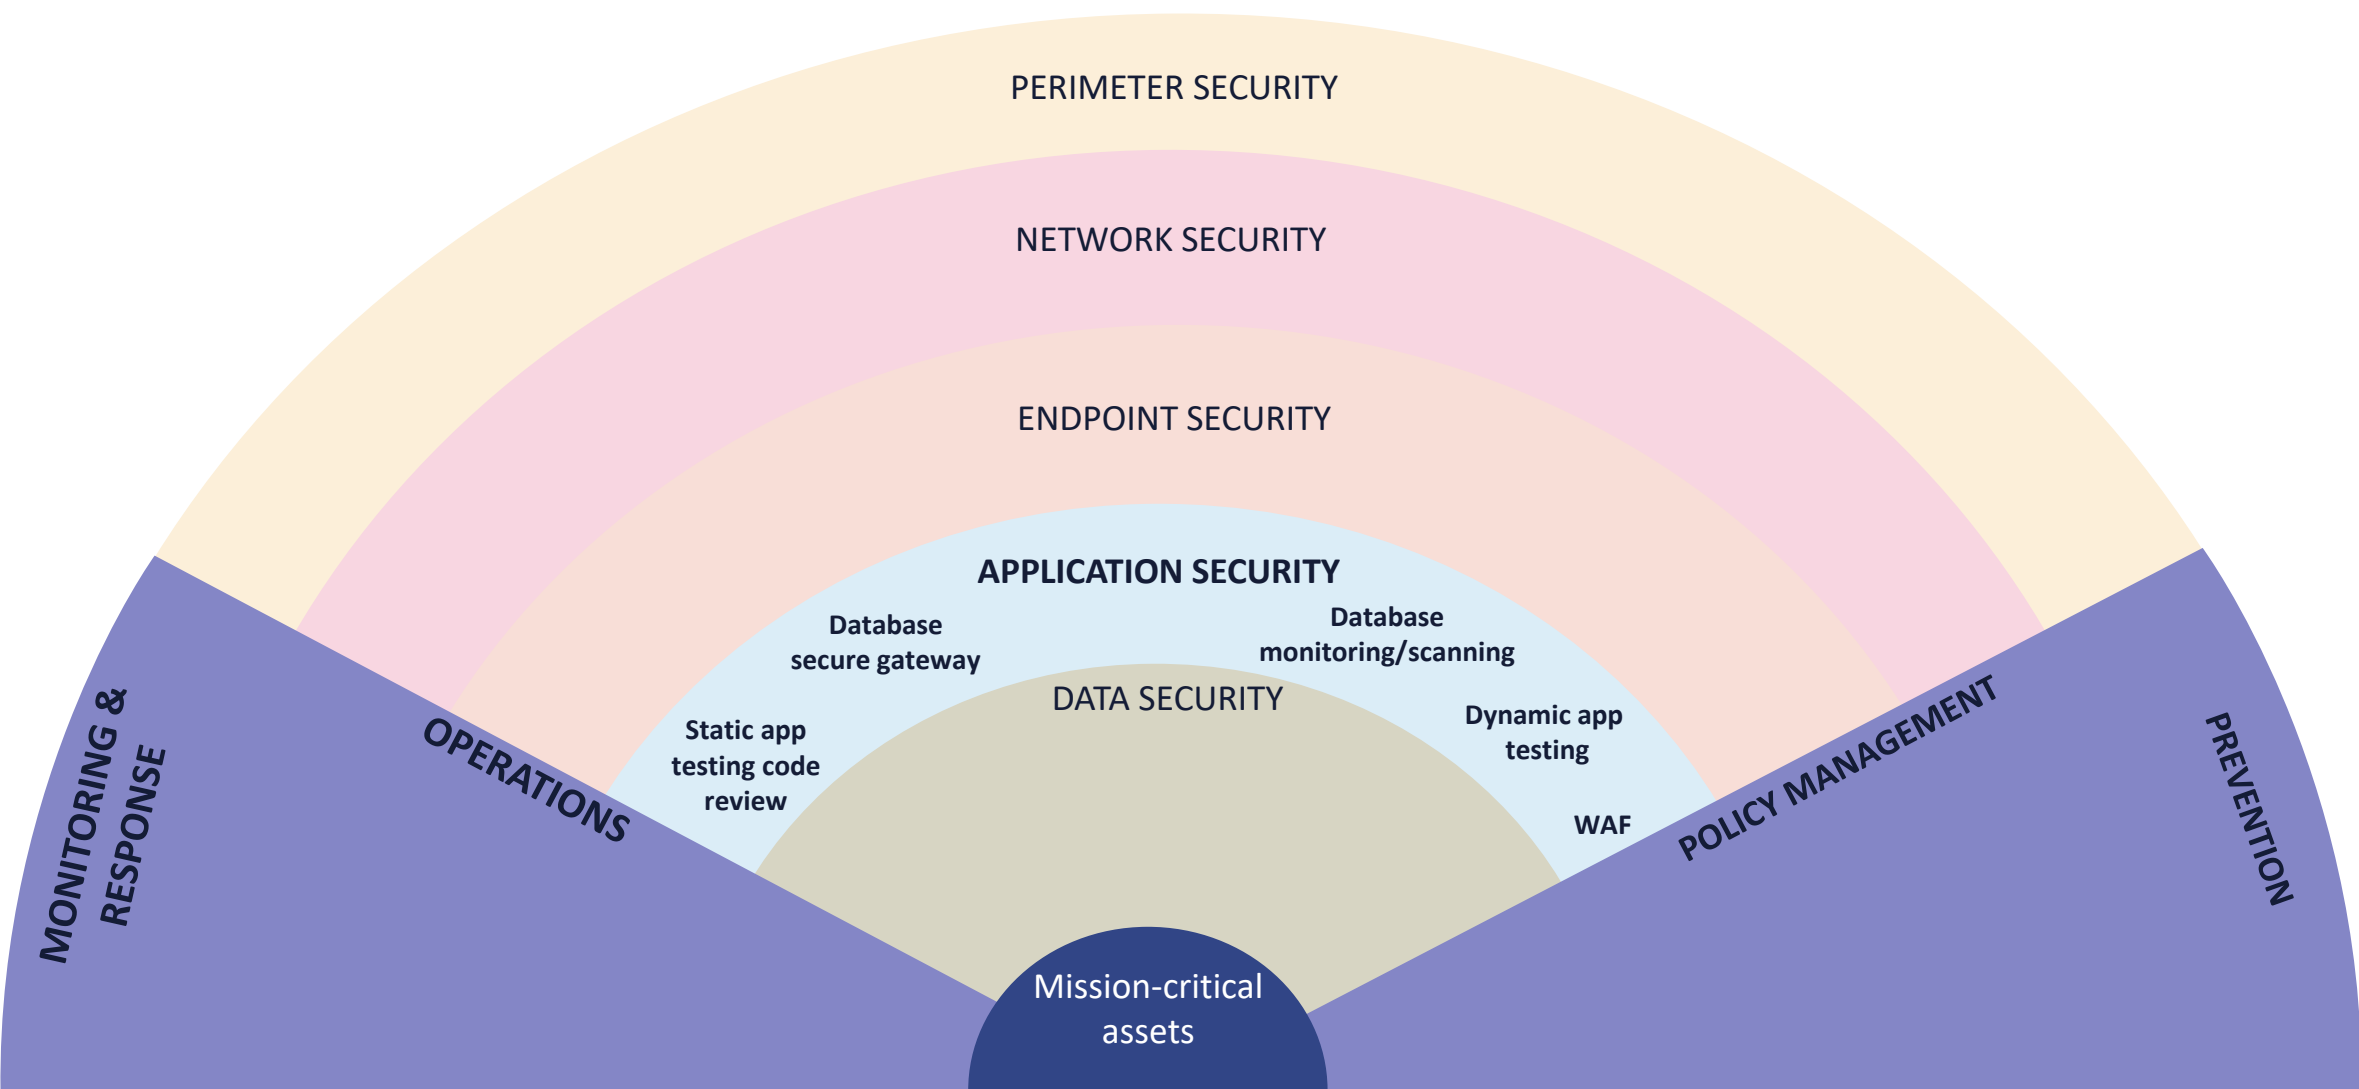 PERIMETER SECURITY
NETWORK SECURITY
ENDPOINT SECURITY
APPLICATION SECURITY
Database
secure gateway
Database
monitoring/scanning
Static app
testing code
review
DATA SECURITY
Dynamic app
testing
WAF
MONITORING &
RESPONSE
OPERATIONS
POLICY MANAGEMENT
PREVENTION
Mission-critical
assets